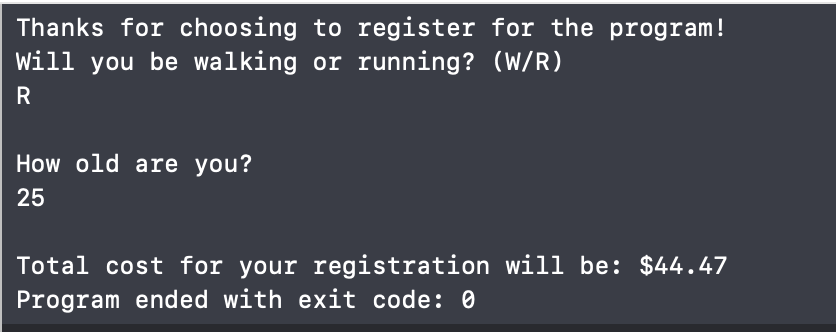 Thanks for choosing to register for the program!
Will you be walking or running? (W/R)
R
How old are you?
25
Total cost for your registration will be: $44.47
Program ended with exit code: 0